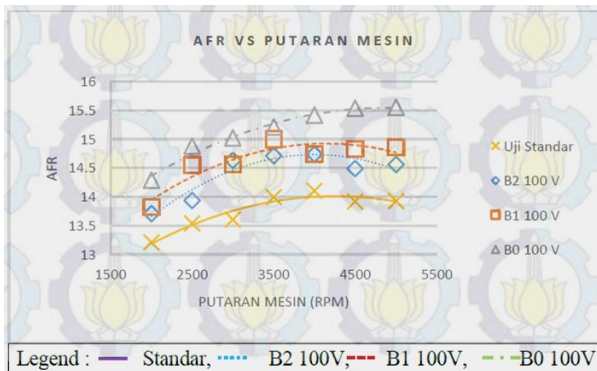 AFR VS PUTARAN MESIN
16
15.5
15
14.5
14
13.5
13
AFR
1500 2500 3500 4500 5500
PUTARAN MESIN (RPM)
Uji Standar
B2 100 V
B1 100 V
B0 100 V
Legend : Standar, B2 100V, B1 100V, B0 100V